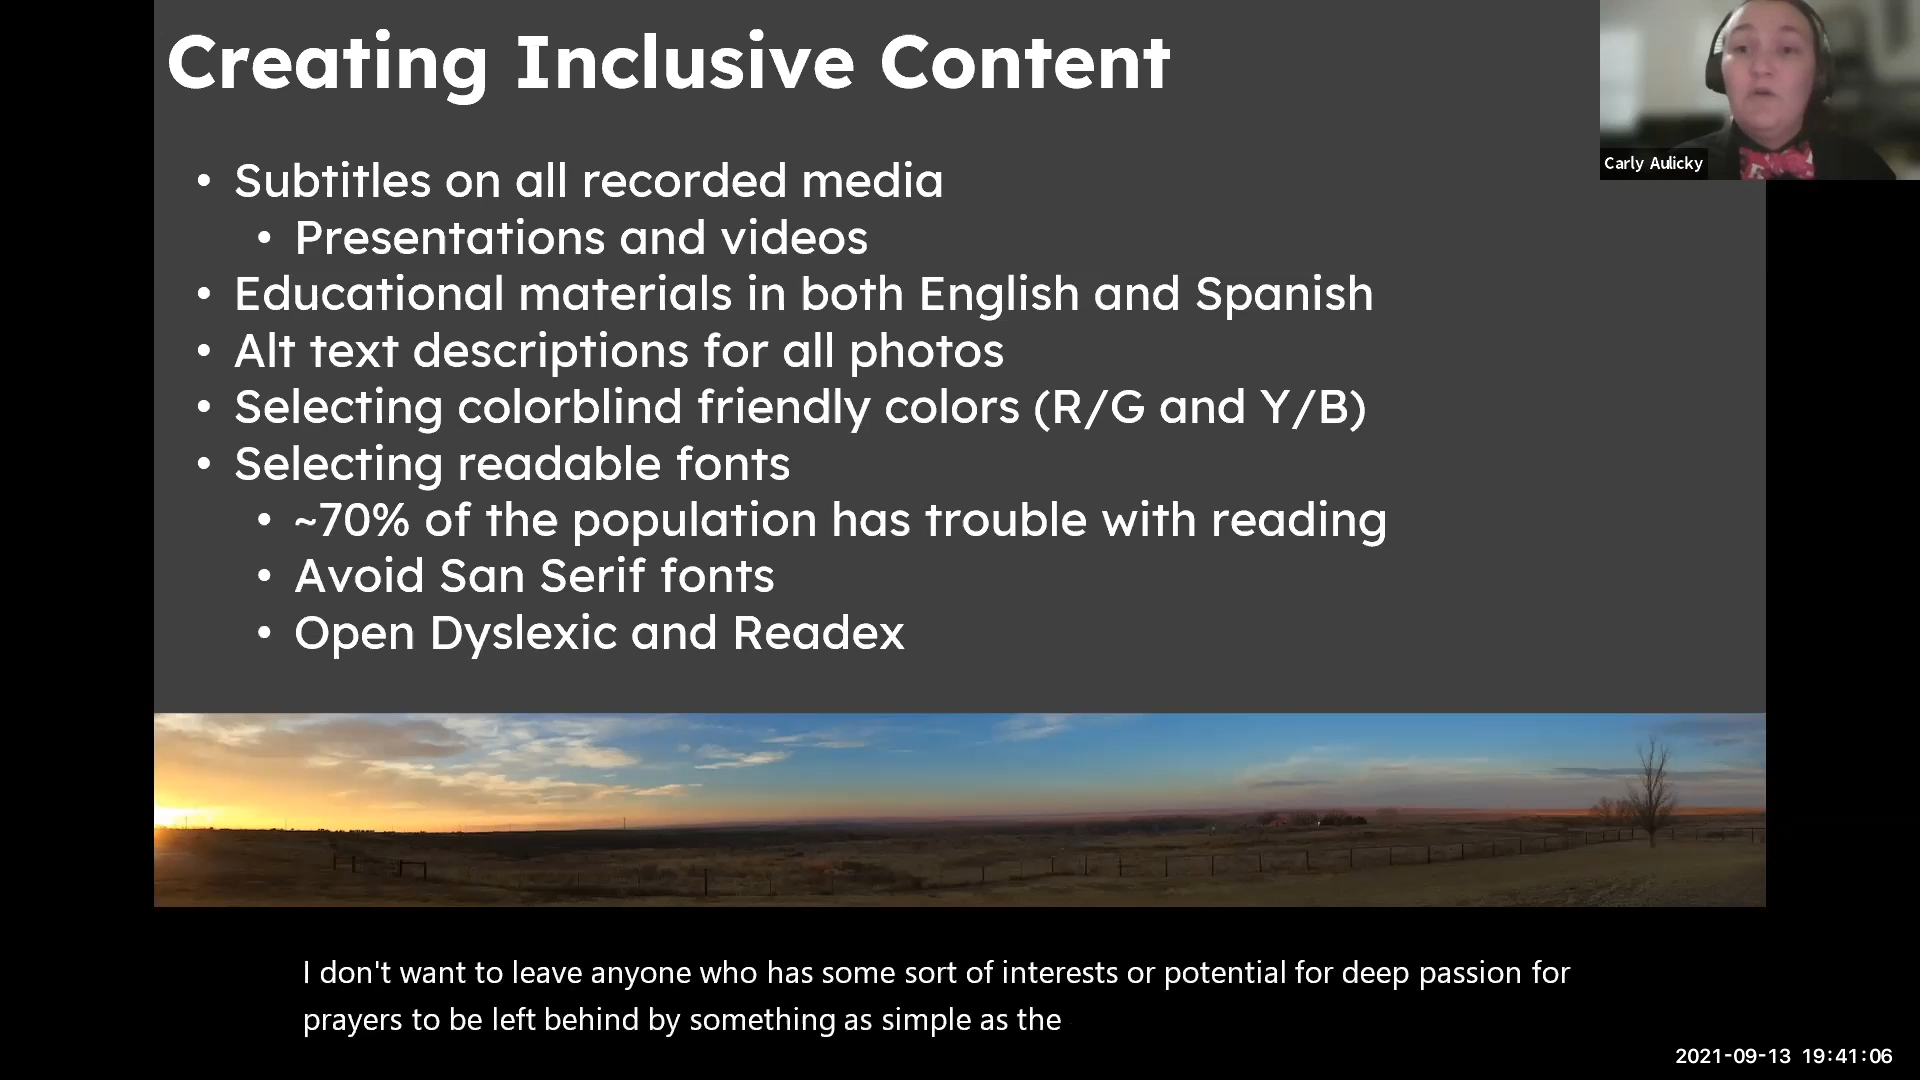 Creating Inclusive Content
Carly Aulicky
• Subtitles on all recorded media
• Presentations and videos
• Educational materials in both English and Spanish
• Alt text descriptions for all photos
• Selecting colorblind friendly colors (R/G and Y/B)
• Selecting readable fonts
• ~70% of the population has trouble with reading
• Avoid San Serif fonts
• Open Dyslexic and Readex
I don't want to leave anyone who has some sort of interests or potential for deep passion for
prayers to be left behind by something as simple as the
2021-09-13 19:41:06